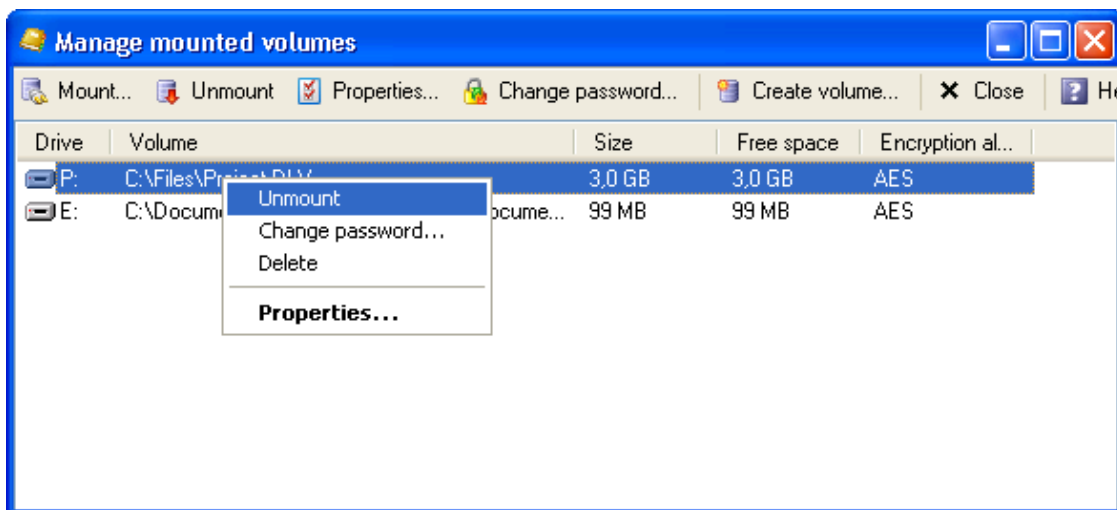 Manage mounted volumes
Mount... Unmount Properties... Change password... Create volume... Close
Drive Volume Size Free space Encryption al...
P: C:\Files\Project.DLV 3,0 GB 3,0 GB AES
E: C:\Docume ocume... 99 MB 99 MB AES
Unmount
Change password...
Delete
Properties...